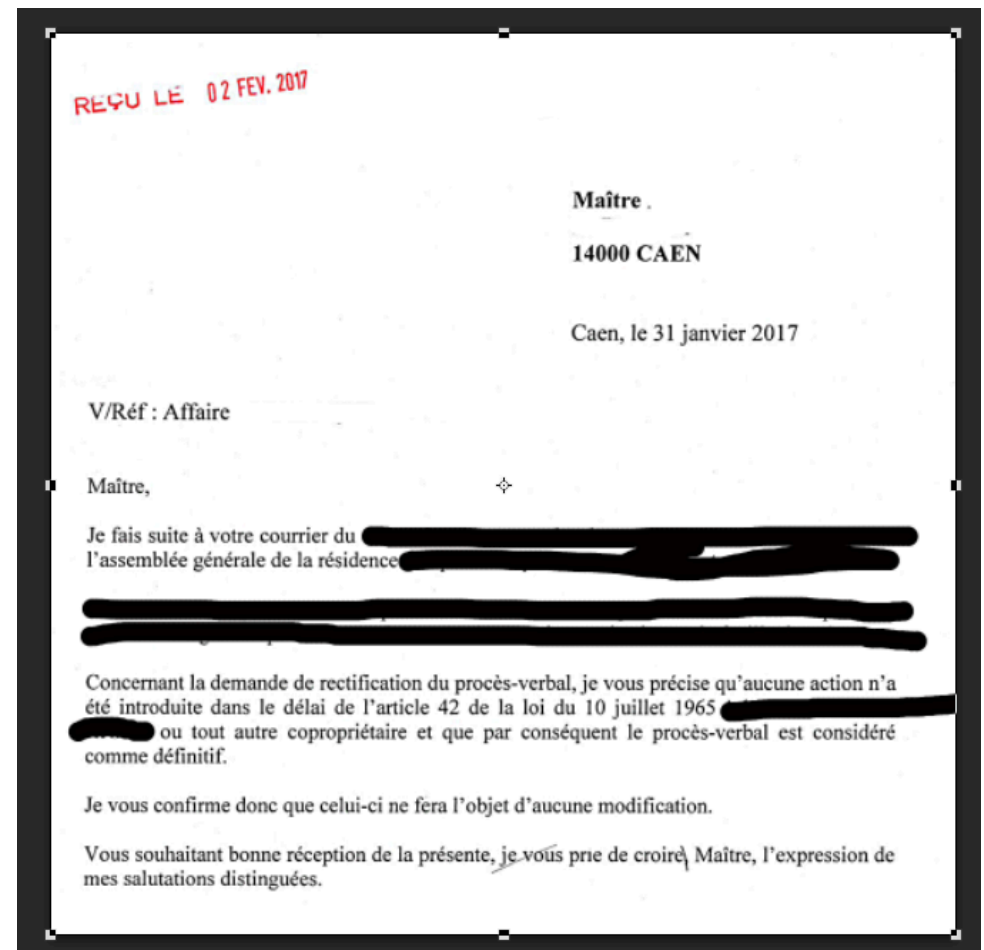 REÇU LE 02 FEV. 2017
Maître
14000 CAEN
Caen, le 31 janvier 2017
V/Réf : Affaire
Maître,
Je fais suite à votre courrier du
l'assemblée générale de la résidence
Concernant la demande de rectification du procès-verbal, je vous précise qu'aucune action n'a
été introduite dans le délai de l'article 42 de la loi du 10 juillet 1965
ou tout autre copropriétaire et que par conséquent le procès-verbal est considéré
comme définitif.
Je vous confirme donc que celui-ci ne fera l'objet d'aucune modification.
Vous souhaitant bonne réception de la présente, je vous prie de croire, Maître, l'expression de
mes salutations distinguées.